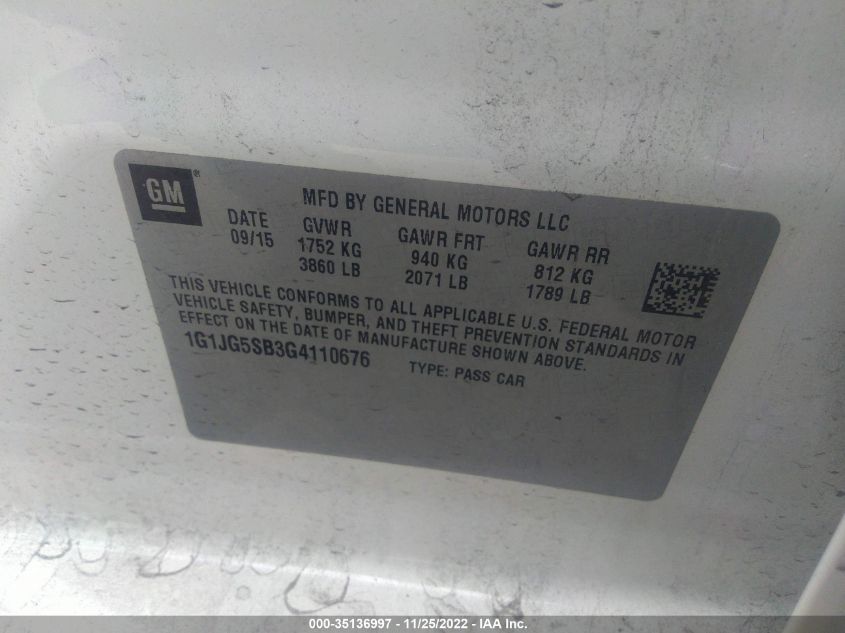 GM®
MFD BY GENERAL MOTORS LLC
DATE GVWR GAWR FRT GAWR RR
09/15 1752 KG 940 KG 812 KG
3860 LB 2071 LB 1789 LB
THIS VEHICLE CONFORMS TO ALL APPLICABLE U.S. FEDERAL MOTOR
VEHICLE SAFETY, BUMPER, AND THEFT PREVENTION STANDARDS IN
EFFECT ON THE DATE OF MANUFACTURE SHOWN ABOVE.
1G1JG5SB3G4110676 TYPE: PASS CAR
000-35136997 - 11/25/2022 - IAA Inc.